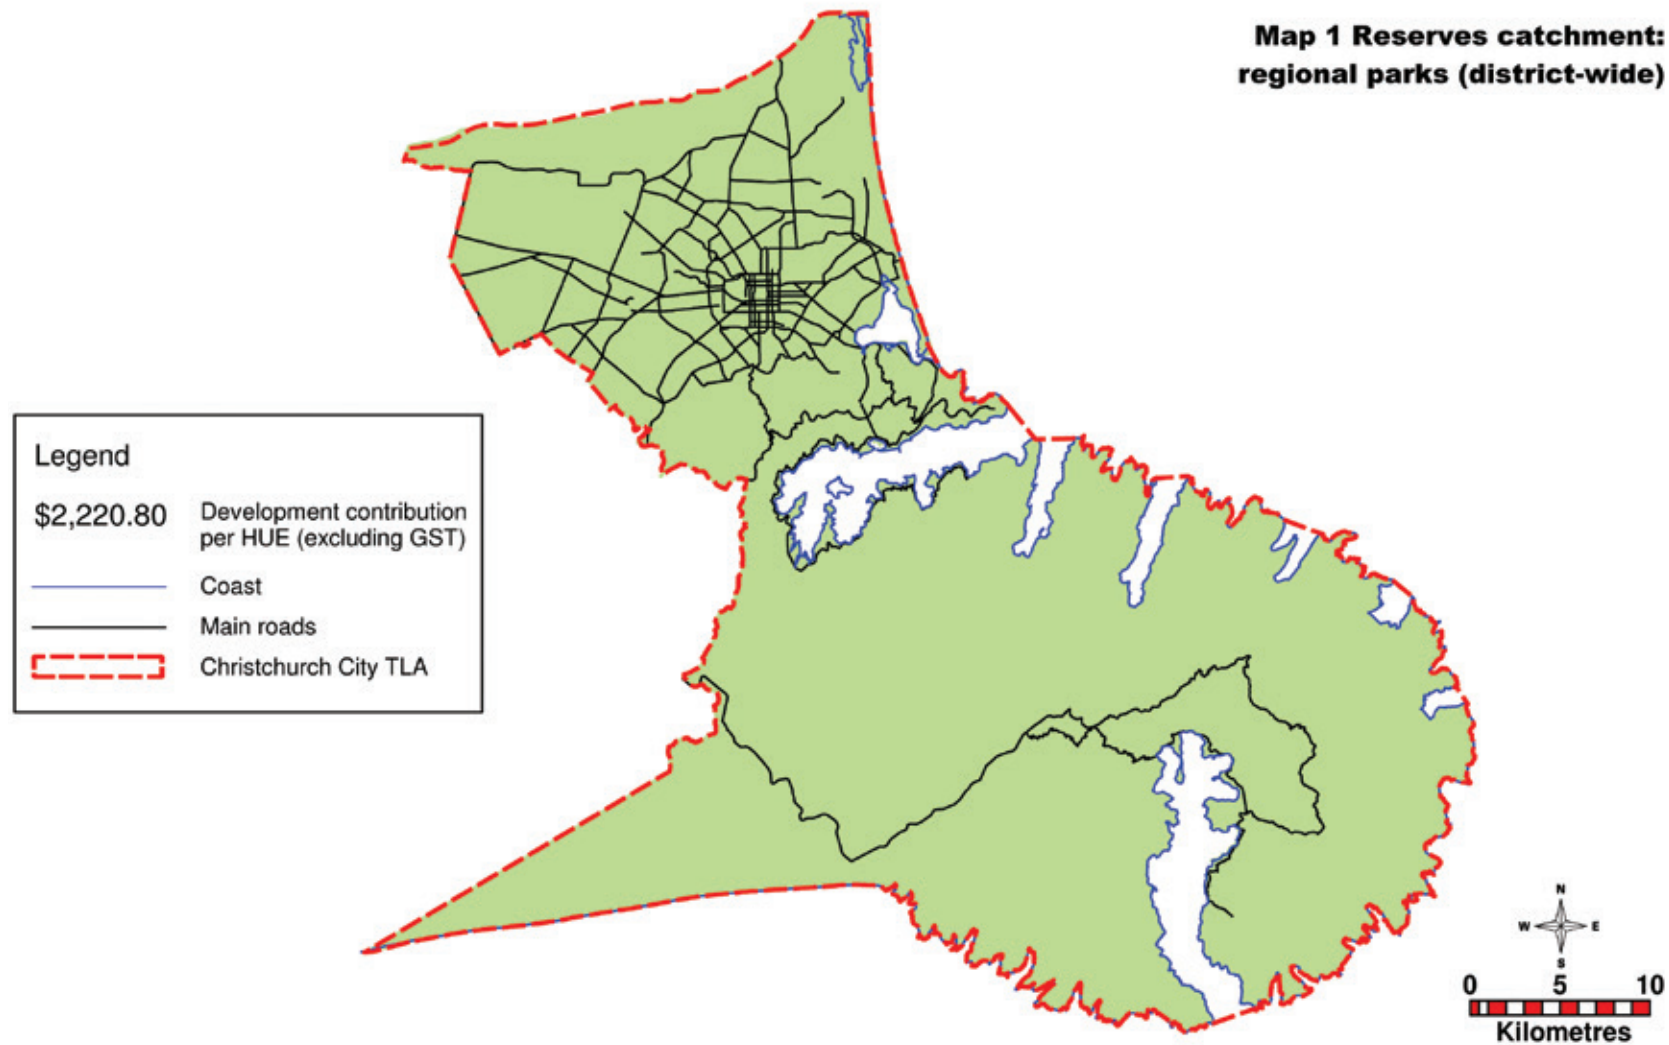 Map 1 Reserves catchment:
regional parks (district-wide)
Legend
$2,220.80 Development contribution
per HUE (excluding GST)
Coast
Main roads
Christchurch City TLA
N
W E
S
0 5 10
Kilometres